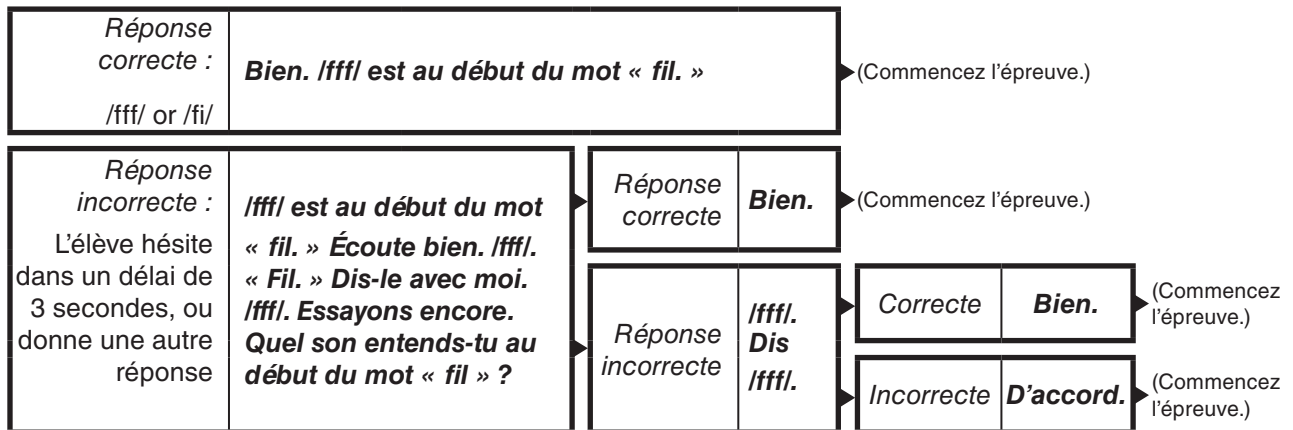 Réponse
correcte :
/fff/ or /fi/
Bien. /fff/ est au début du mot « fil. »
(Commencez l’épreuve.)
Réponse
incorrecte :
L’élève hésite
dans un délai de
3 secondes, ou
donne une autre
réponse
/fff/ est au début du mot
« fil. » Écoute bien. /fff/.
« Fil. » Dis-le avec moi.
/fff/. Essayons encore.
Quel son entends-tu au
début du mot « fil » ?
Réponse
correcte
Bien.
(Commencez l’épreuve.)
Réponse
incorrecte
/fff/.
Dis
/fff/.
Correcte
Bien.
(Commencez
l’épreuve.)
Incorrecte
D’accord.
(Commencez
l’épreuve.)